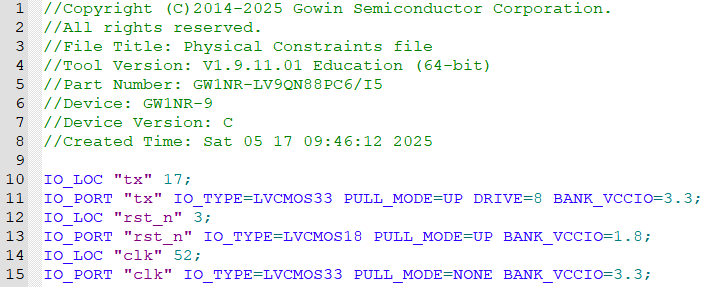 1 //Copyright (C)2014-2025 Gowin Semiconductor Corporation.
2 //All rights reserved.
3 //File Title: Physical Constraints file
4 //Tool Version: V1.9.11.01 Education (64-bit)
5 //Part Number: GW1NR-LV9QN88PC6/I5
6 //Device: GW1NR-9
7 //Device Version: C
8 //Created Time: Sat 05 17 09:46:12 2025
9
10 IO_LOC "tx" 17;
11 IO_PORT "tx" IO_TYPE=LVCMOS33 PULL_MODE=UP DRIVE=8 BANK_VCCIO=3.3;
12 IO_LOC "rst_n" 3;
13 IO_PORT "rst_n" IO_TYPE=LVCMOS18 PULL_MODE=UP BANK_VCCIO=1.8;
14 IO_LOC "clk" 52;
15 IO_PORT "clk" IO_TYPE=LVCMOS33 PULL_MODE=NONE BANK_VCCIO=3.3;